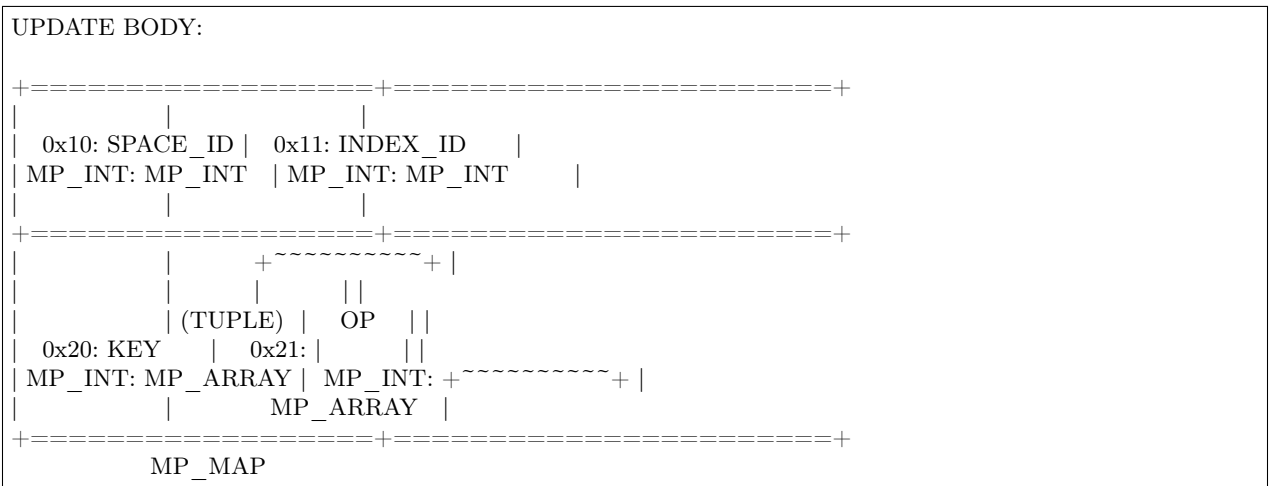 UPDATE BODY:
+==================+=======================+
| | |
| 0x10: SPACE_ID | 0x11: INDEX_ID |
| MP_INT: MP_INT | MP_INT: MP_INT |
| | |
+==================+=======================+
| | +~~~~~~~~~~+ |
| | | | |
| | (TUPLE) | OP | |
| 0x20: KEY | 0x21: | | |
| MP_INT: MP_ARRAY | MP_INT: +~~~~~~~~~~+ |
| | MP_ARRAY |
+==================+=======================+
MP_MAP